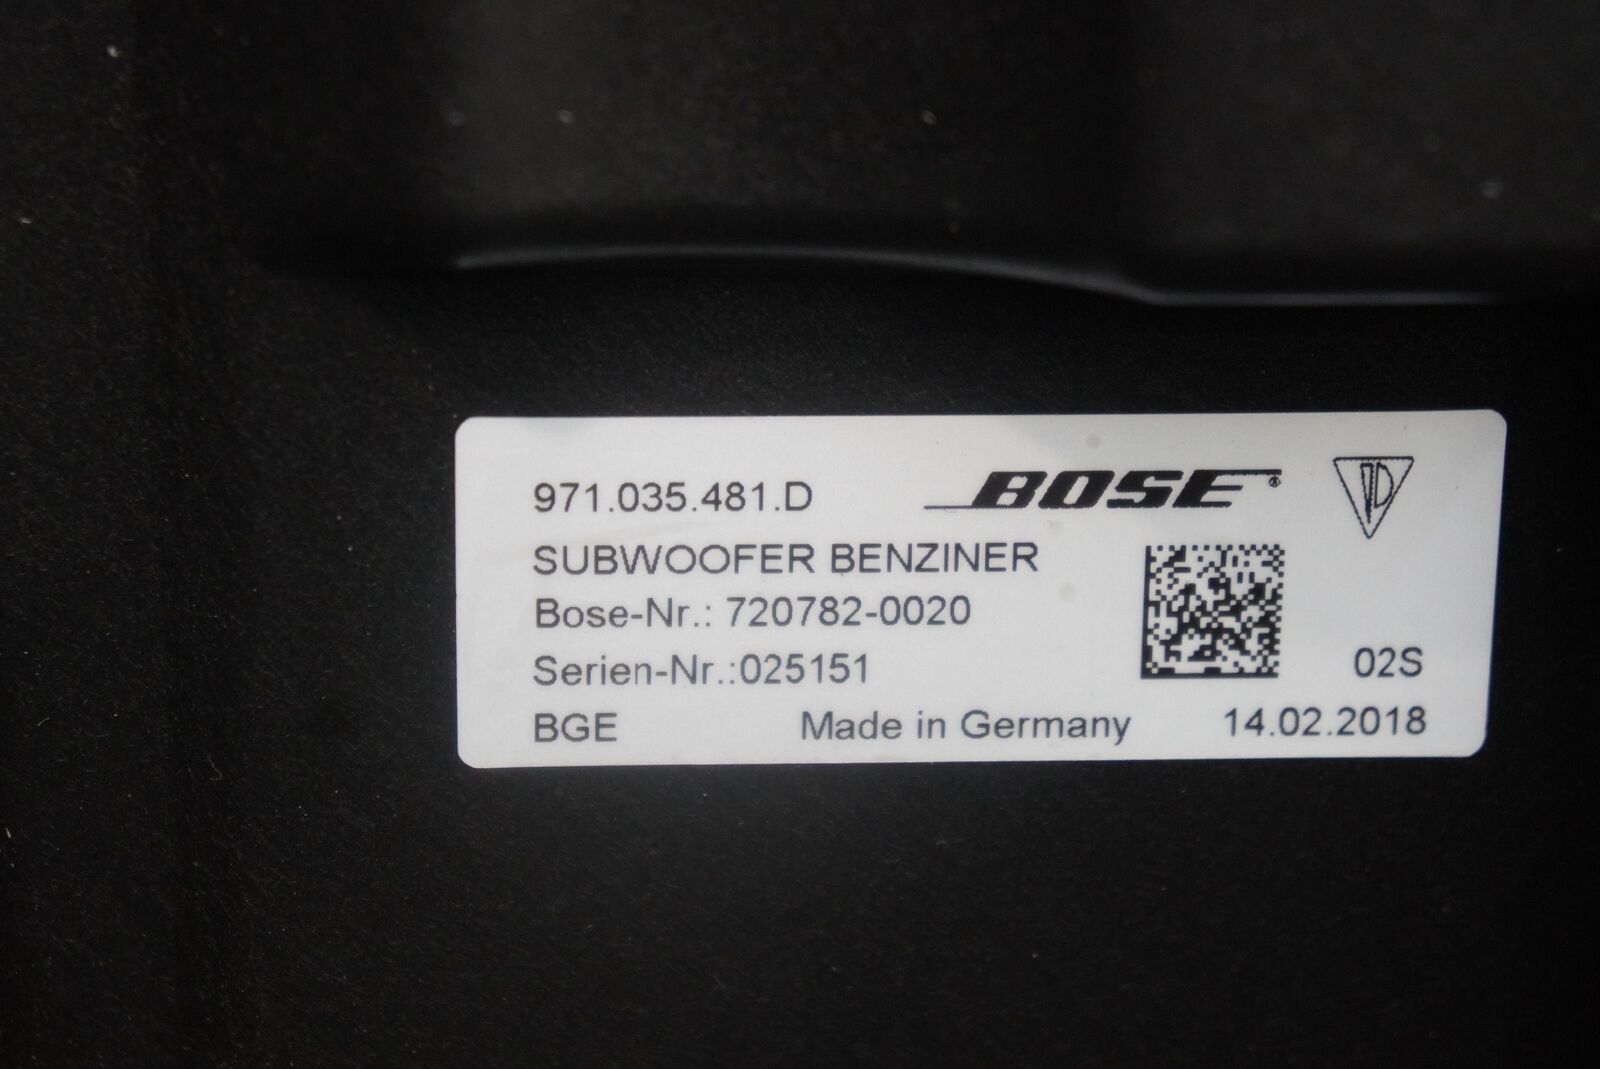 971.035.481.D BOSE®
SUBWOOFER BENZINER
Bose-Nr.: 720782-0020
Serien-Nr.:025151 02S
BGE Made in Germany 14.02.2018